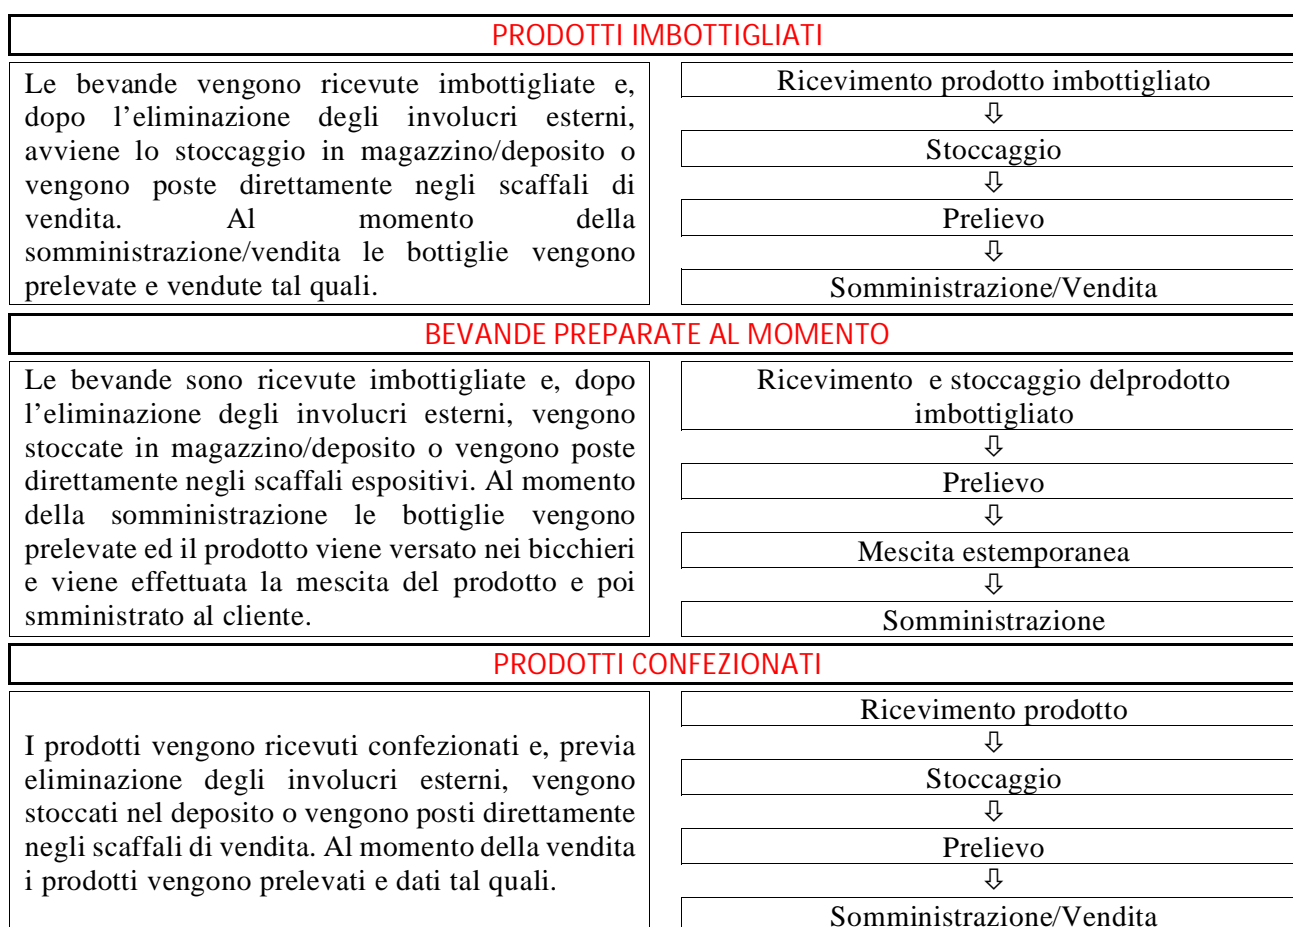 PRODOTTI IMBOTTIGLIATI
Le bevande vengono ricevute imbottigliate e,
dopo l’eliminazione degli involucri esterni,
avviene lo stoccaggio in magazzino/deposito o
vengono poste direttamente negli scaffali di
vendita. Al momento della
somministrazione/vendita le bottiglie vengono
prelevate e vendute tal quali.
Ricevimento prodotto imbottigliato
⇩
Stoccaggio
⇩
Prelievo
⇩
Somministrazione/Vendita
BEVANDE PREPARATE AL MOMENTO
Le bevande sono ricevute imbottigliate e, dopo
l’eliminazione degli involucri esterni, vengono
stoccate in magazzino/deposito o vengono poste
direttamente negli scaffali espositivi. Al momento
della somministrazione le bottiglie vengono
prelevate ed il prodotto viene versato nei bicchieri
e viene effettuata la mescita del prodotto e poi
smministrato al cliente.
Ricevimento e stoccaggio delprodotto
imbottigliato
⇩
Prelievo
⇩
Mescita estemporanea
⇩
Somministrazione
PRODOTTI CONFEZIONATI
I prodotti vengono ricevuti confezionati e, previa
eliminazione degli involucri esterni, vengono
stoccati nel deposito o vengono posti direttamente
negli scaffali di vendita. Al momento della vendita
i prodotti vengono prelevati e dati tal quali.
Ricevimento prodotto
⇩
Stoccaggio
⇩
Prelievo
⇩
Somministrazione/Vendita